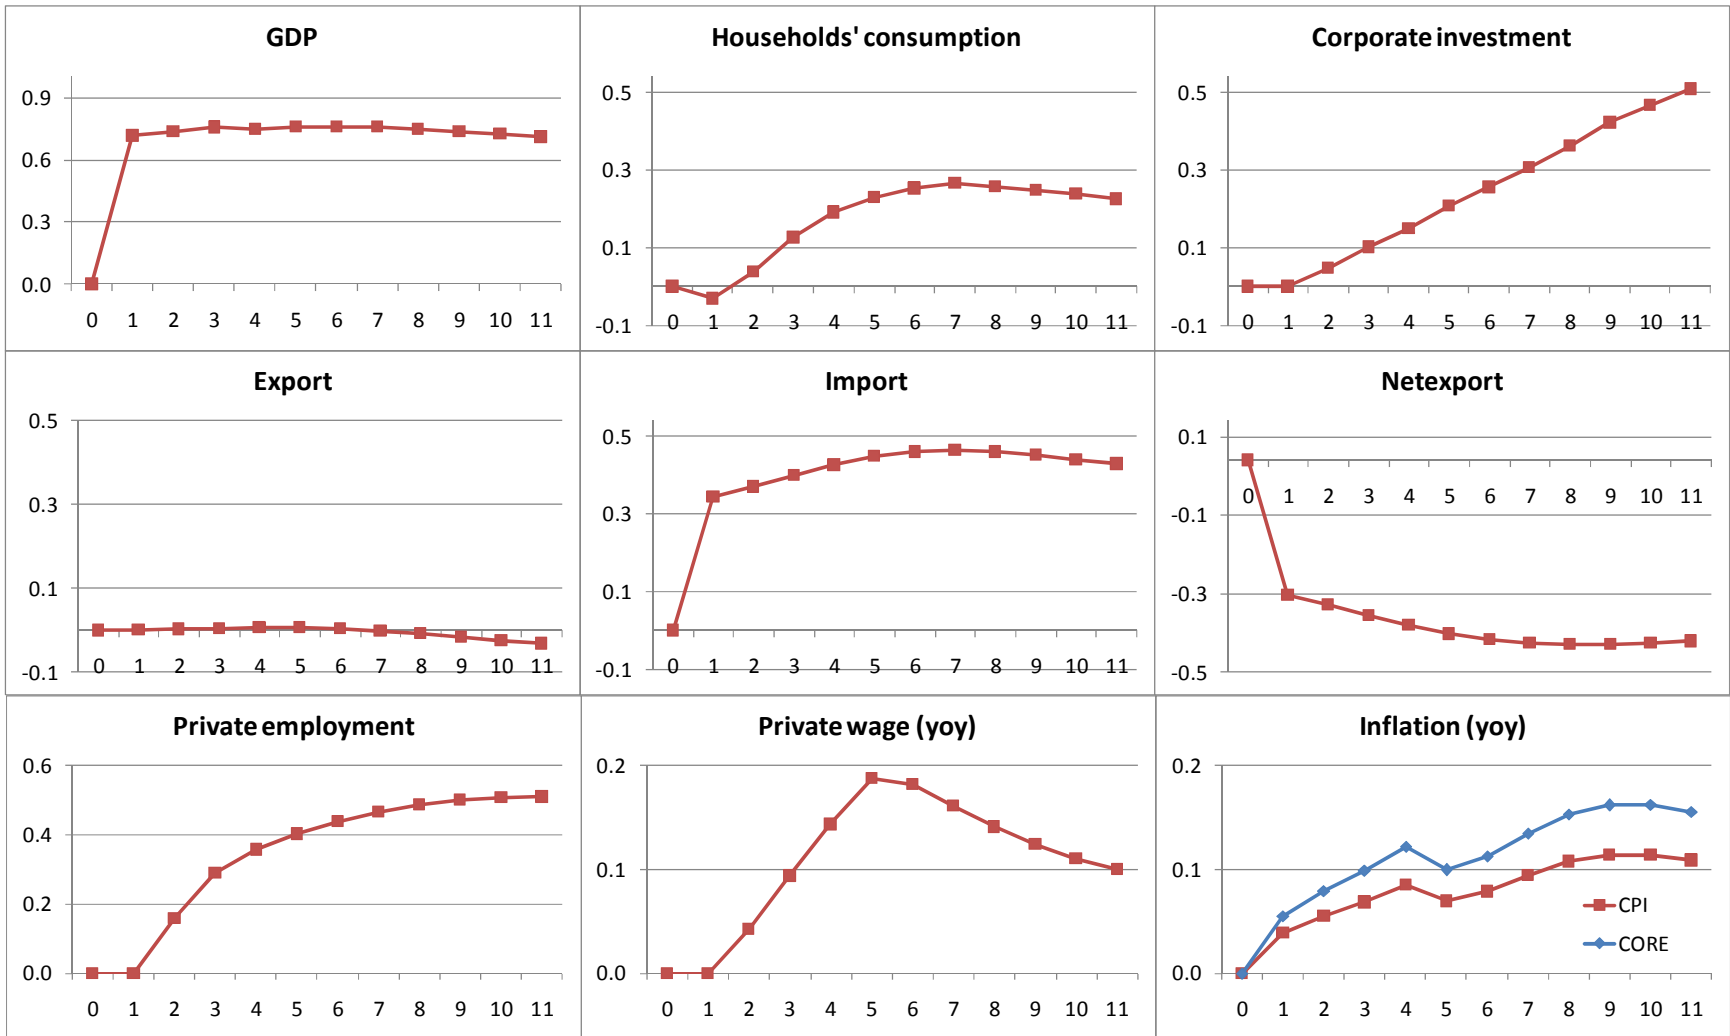 GDP
0.9
0.6
0.3
0.0
0 1 2 3 4 5 6 7 8 9 10 11
Households' consumption
0.5
0.3
0.1
-0.1
0 1 2 3 4 5 6 7 8 9 10 11
Corporate investment
0.5
0.3
0.1
-0.1
0 1 2 3 4 5 6 7 8 9 10 11
Export
0.5
0.3
0.1
-0.1
0 1 2 3 4 5 6 7 8 9 10 11
Import
0.5
0.3
0.1
-0.1
0 1 2 3 4 5 6 7 8 9 10 11
Netexport
0.1
0 1 2 3 4 5 6 7 8 9 10 11
-0.1
-0.3
-0.5
Private employment
0.6
0.4
0.2
0.0
0 1 2 3 4 5 6 7 8 9 10 11
Private wage (yoy)
0.2
0.1
0.0
0 1 2 3 4 5 6 7 8 9 10 11
Inflation (yoy)
0.2
0.1
CPI
CORE
0.0
0 1 2 3 4 5 6 7 8 9 10 11